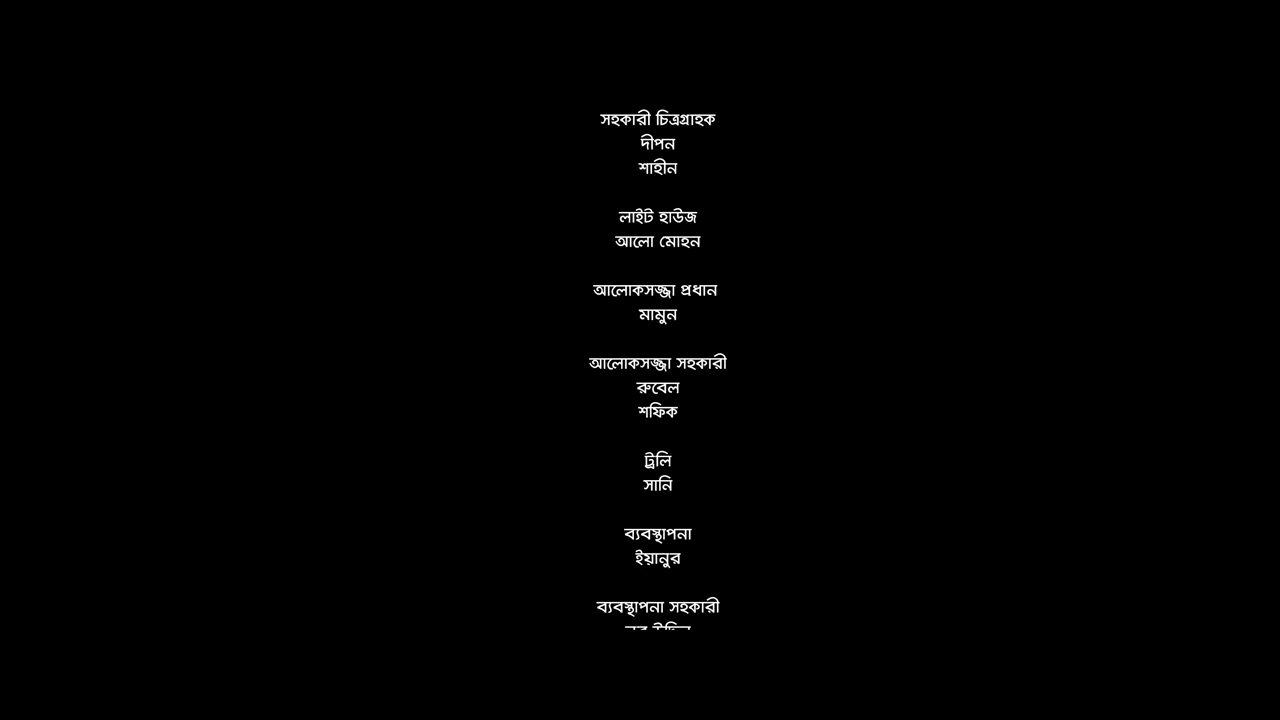 সহকারী চিত্রগ্রাহক
দীপন
শাহীন
লাইট হাউজ
আলো মোহন
আলোকসজ্জা প্রধান
মামুন
আলোকসজ্জা সহকারী
রুবেল
শফিক
ট্রলি
সানি
ব্যবস্থাপনা
ইয়ানুর
ব্যবস্থাপনা সহকারী